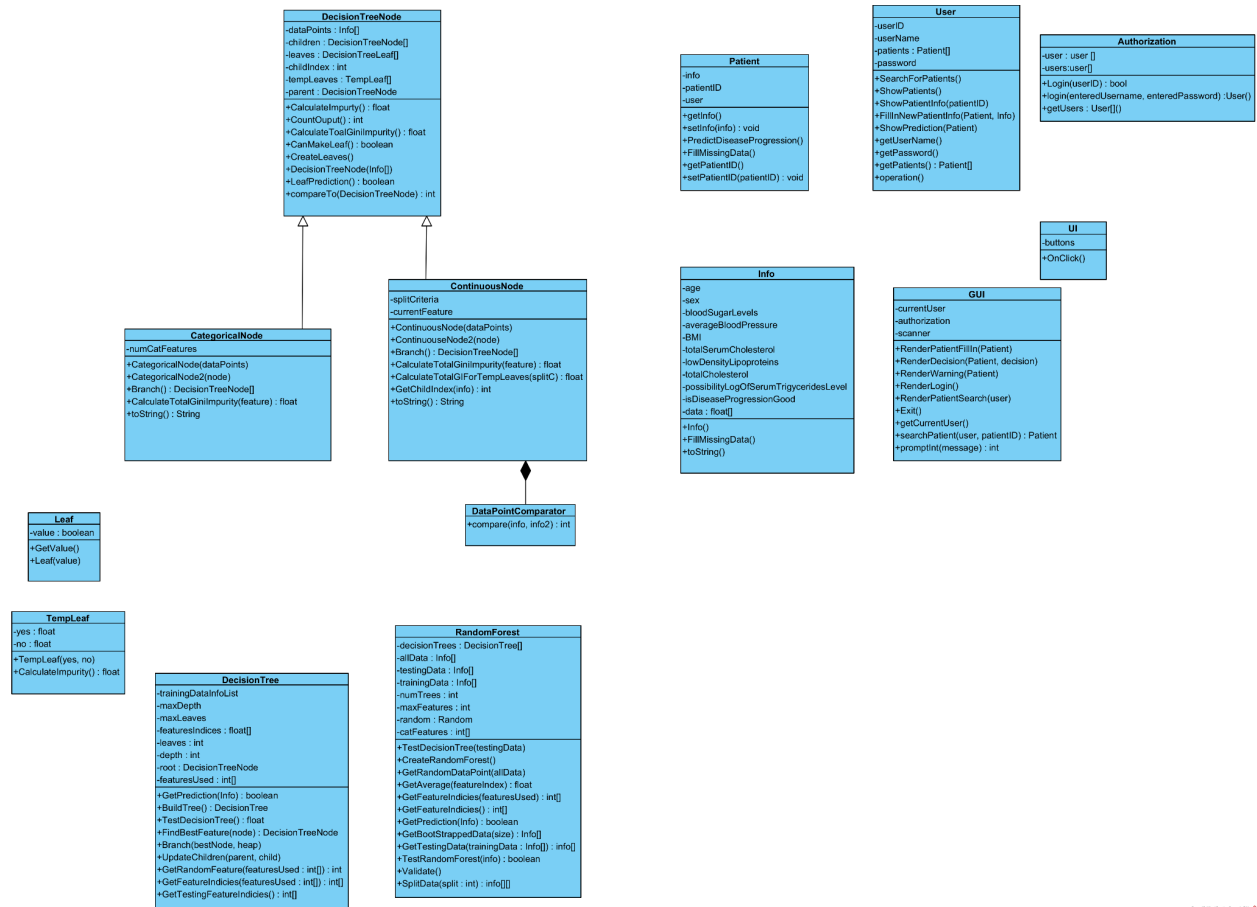 DecisionTreeNode
-dataPoints : Info[]
-children : DecisionTreeNode[]
-leaves : DecisionTreeLeaf[]
-childIndex : int
-tempLeaves : TempLeaf[]
-parent : DecisionTreeNode
+CalculateImpurty() : float
+CountOuput() : int
+CalculateToalGiniImpurity() : float
+CanMakeLeaf() : boolean
+CreateLeaves()
+DecisionTreeNode(Info[])
+LeafPrediction() : boolean
+compareTo(DecisionTreeNode) : int
Patient
-info
-patientID
-user
+getInfo()
+setInfo(info) : void
+PredictDiseaseProgression()
+FillMissingData()
+getPatientID()
+setPatientID(patientID) : void
User
-userID
-userName
-patients : Patient[]
-password
+SearchForPatients()
+ShowPatients()
+ShowPatientInfo(patientID)
+FillInNewPatientInfo(Patient, Info)
+ShowPrediction(Patient)
+getUserName()
+getPassword()
+getPatients() : Patient[]
+operation()
Authorization
-user : user []
-users:user[]
+Login(userID) : bool
+login(enteredUsername, enteredPassword) :User()
+getUsers : User[]()
UI
-buttons
+OnClick()
CategoricalNode
-numCatFeatures
+CategoricalNode(dataPoints)
+CategoricalNode2(node)
+Branch() : DecisionTreeNode[]
+CalculateTotalGiniImpurity(feature) : float
+toString() : String
ContinuousNode
-splitCriteria
-currentFeature
+ContinuousNode(dataPoints)
+ContinuouseNode2(node)
+Branch() : DecisionTreeNode[]
+CalculateTotalGiniImpurity(feature) : float
+CalculateTotalGIForTempLeaves(splitC) : float
+GetChildIndex(info) : int
+toString() : String
Info
-age
-sex
-bloodSugarLevels
-averageBloodPressure
-BMI
-totalSerumCholesterol
-lowDensityLipoproteins
-totalCholesterol
-possibilityLogOfSerumTrigyceridesLevel
-isDiseaseProgressionGood
-data : float[]
+Info()
+FillMissingData()
+toString()
GUI
-currentUser
-authorization
-scanner
+RenderPatientFillIn(Patient)
+RenderDecision(Patient, decision)
+RenderWarning(Patient)
+RenderLogin()
+RenderPatientSearch(user)
+Exit()
+getCurrentUser()
+searchPatient(user, patientID) : Patient
+promptInt(message) : int
DataPointComparator
+compare(info, info2) : int
Leaf
-value : boolean
+GetValue()
+Leaf(value)
TempLeaf
-yes : float
-no : float
+TempLeaf(yes, no)
+CalculateImpurity() : float
DecisionTree
-trainingDataInfoList
-maxDepth
-maxLeaves
-featuresIndices : float[]
-leaves : int
-depth : int
-root : DecisionTreeNode
-featuresUsed : int[]
+GetPrediction(Info) : boolean
+BuildTree() : DecisionTree
+TestDecisionTree() : float
+FindBestFeature(node) : DecisionTreeNode
+Branch(bestNode, heap)
+UpdateChildren(parent, child)
+GetRandomFeature(featuresUsed : int[]) : int
+GetFeatureIndicies(featuresUsed : int[]) : int[]
+GetTestingFeatureIndicies() : int[]
RandomForest
-decisionTrees : DecisionTree[]
-allData : Info[]
-testingData : Info[]
-trainingData : Info[]
-numTrees : int
-maxFeatures : int
-random : Random
-catFeatures : int[]
+TestDecisionTree(testingData)
+CreateRandomForest()
+GetRandomDataPoint(allData)
+GetAverage(featureIndex) : float
+GetFeatureIndicies(featuresUsed) : int[]
+GetFeatureIndicies() : int[]
+GetPrediction(Info) : boolean
+GetBootStrappedData(size) : Info[]
+GetTestingData(trainingData : Info[]) : info[]
+TestRandomForest(info) : boolean
+Validate()
+SplitData(split : int) : info[][]